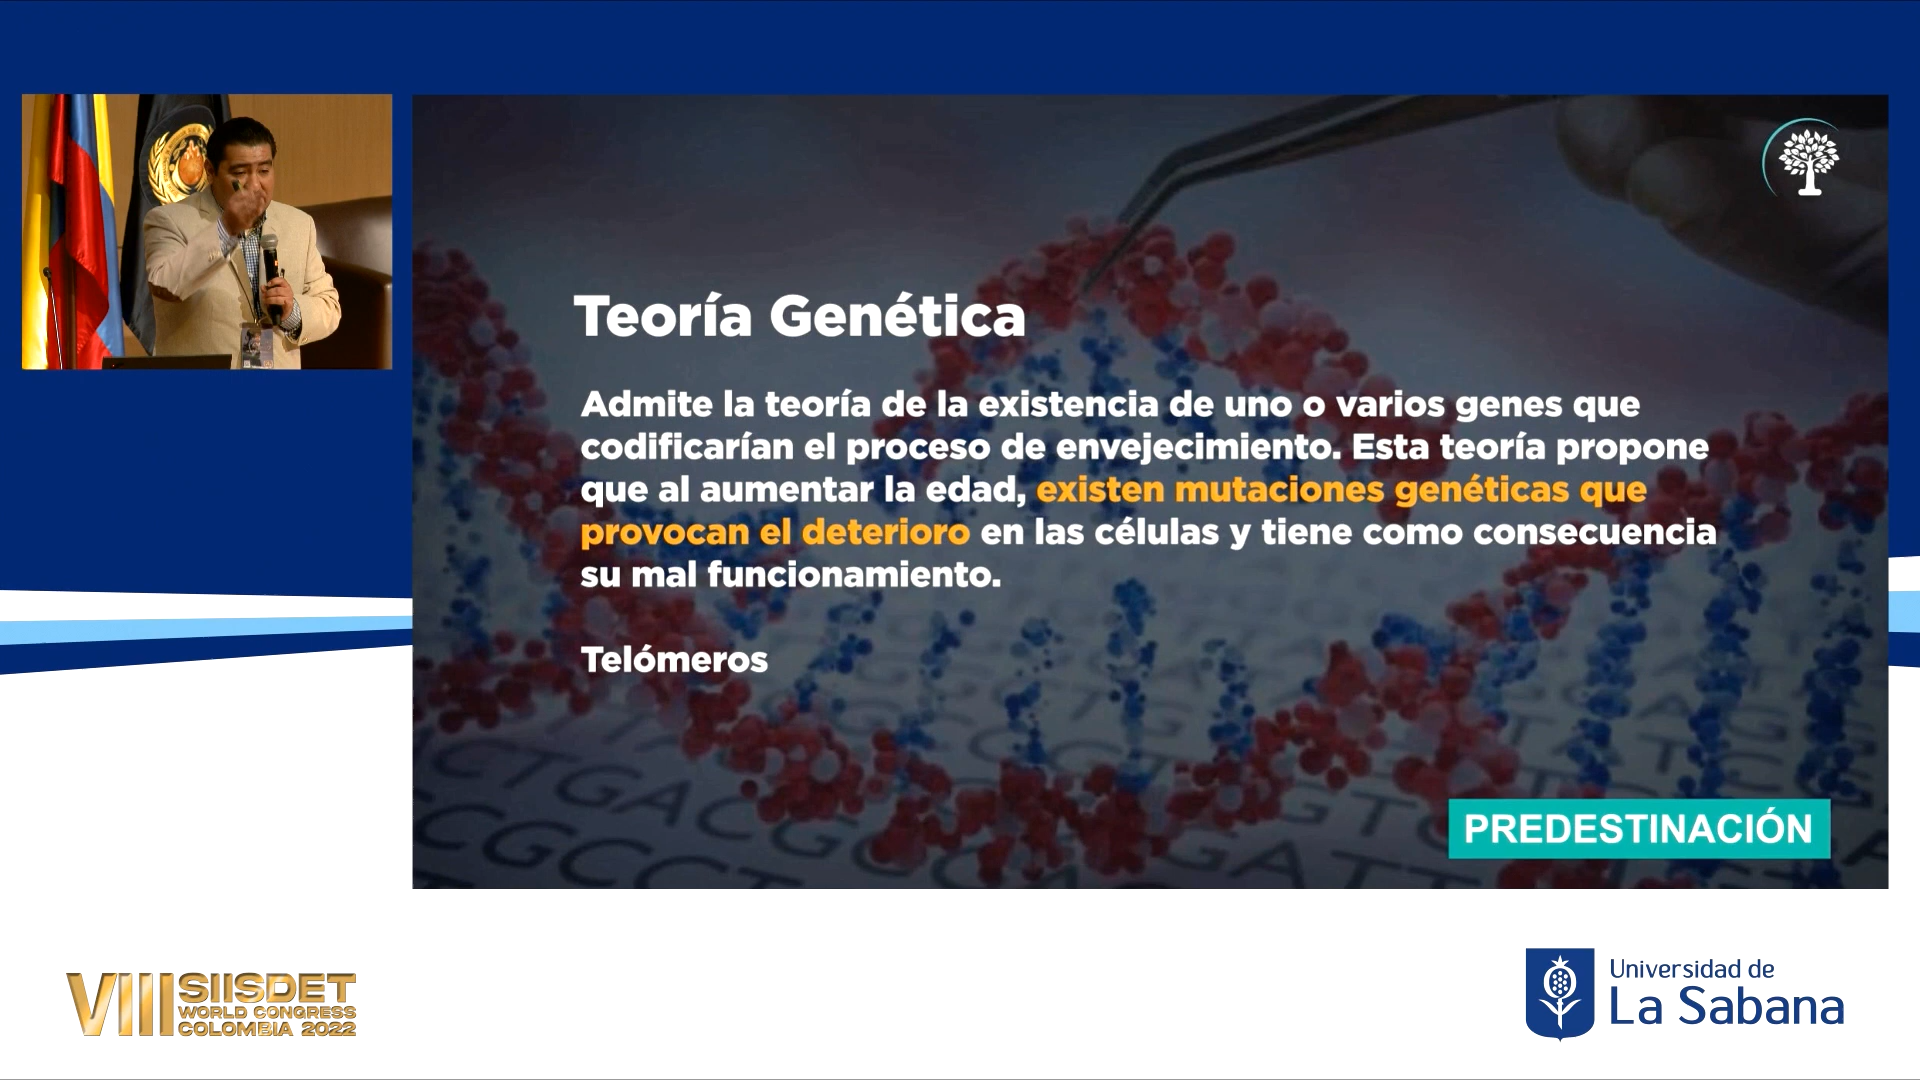 Teoría Genética
Admite la teoría de la existencia de uno o varios genes que
codificarían el proceso de envejecimiento. Esta teoría propone
que al aumentar la edad, existen mutaciones genéticas que
provocan el deterioro en las células y tiene como consecuencia
su mal funcionamiento.
Telómeros
PREDESTINACIÓN
VIII SIISDET
WORLD CONGRESS
COLOMBIA 2022
Universidad de
La Sabana